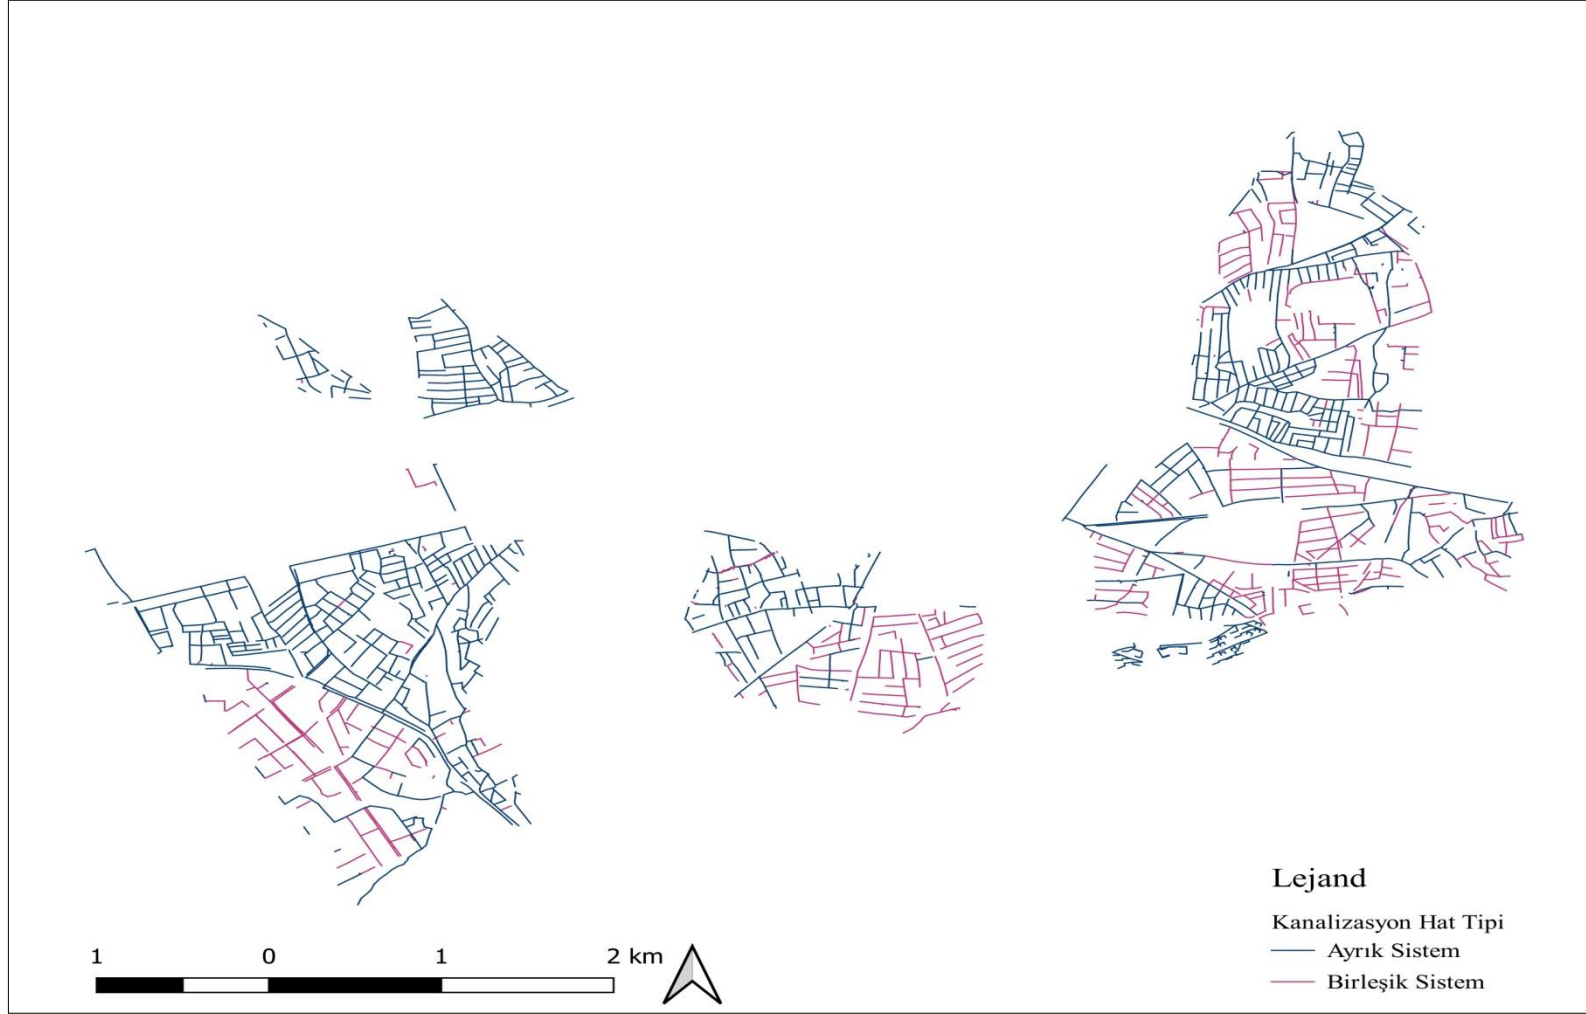 Lejand
Kanalizasyon Hat Tipi
Ayrık Sistem
Birleşik Sistem
1 0 1 2 km